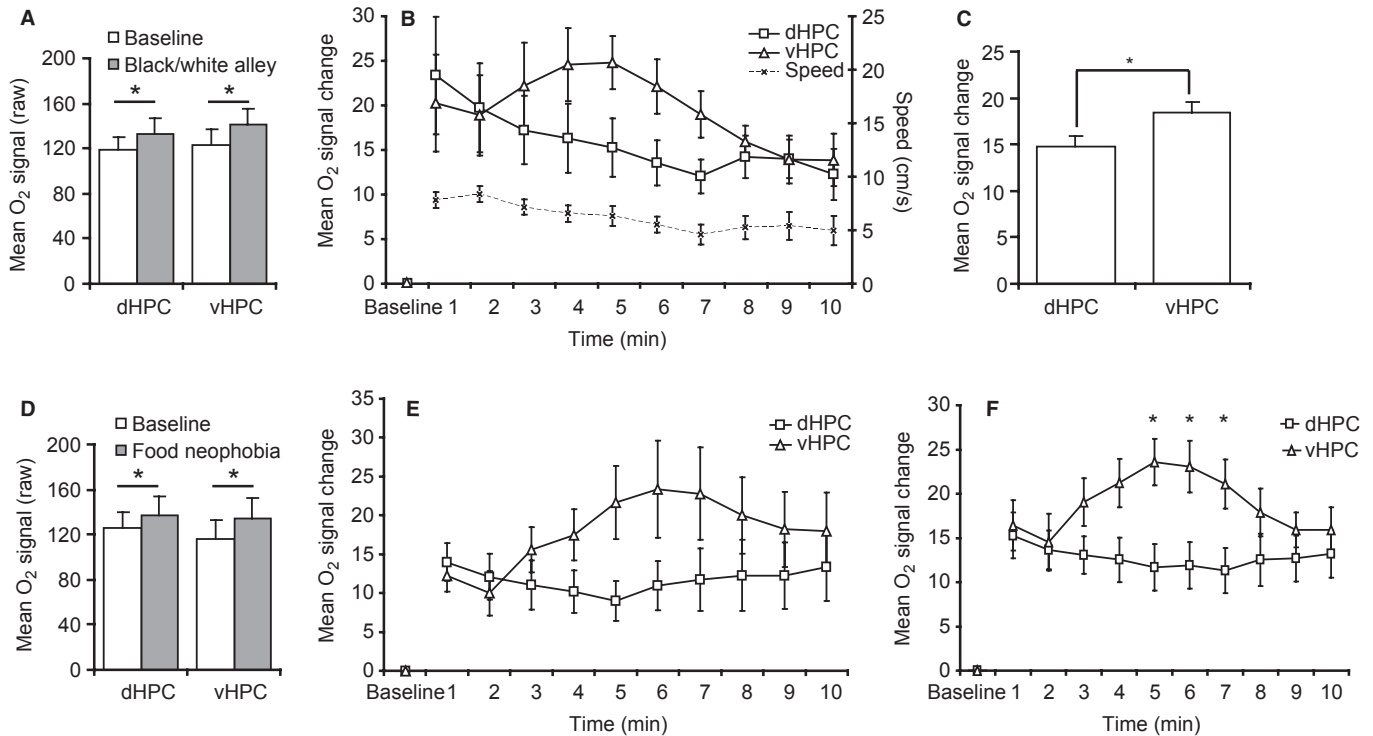 A
Baseline
Black/white alley
Mean O2 signal (raw)
200
160
120
80
40
0
*
*
dHPC
vHPC
B
dHPC
vHPC
Speed
Mean O2 signal change
30
25
20
15
10
5
0
25
20
15
10
5
0
Speed (cm/s)
Baseline 1 2 3 4 5 6 7 8 9 10
Time (min)
C
Mean O2 signal change
25
20
15
10
5
0
*
dHPC
vHPC
D
Baseline
Food neophobia
Mean O2 signal (raw)
200
160
120
80
40
0
*
*
dHPC
vHPC
E
dHPC
vHPC
Mean O2 signal change
35
30
25
20
15
10
5
0
Baseline 1 2 3 4 5 6 7 8 9 10
Time (min)
F
* * *
dHPC
vHPC
Mean O2 signal change
30
25
20
15
10
5
0
Baseline 1 2 3 4 5 6 7 8 9 10
Time (min)